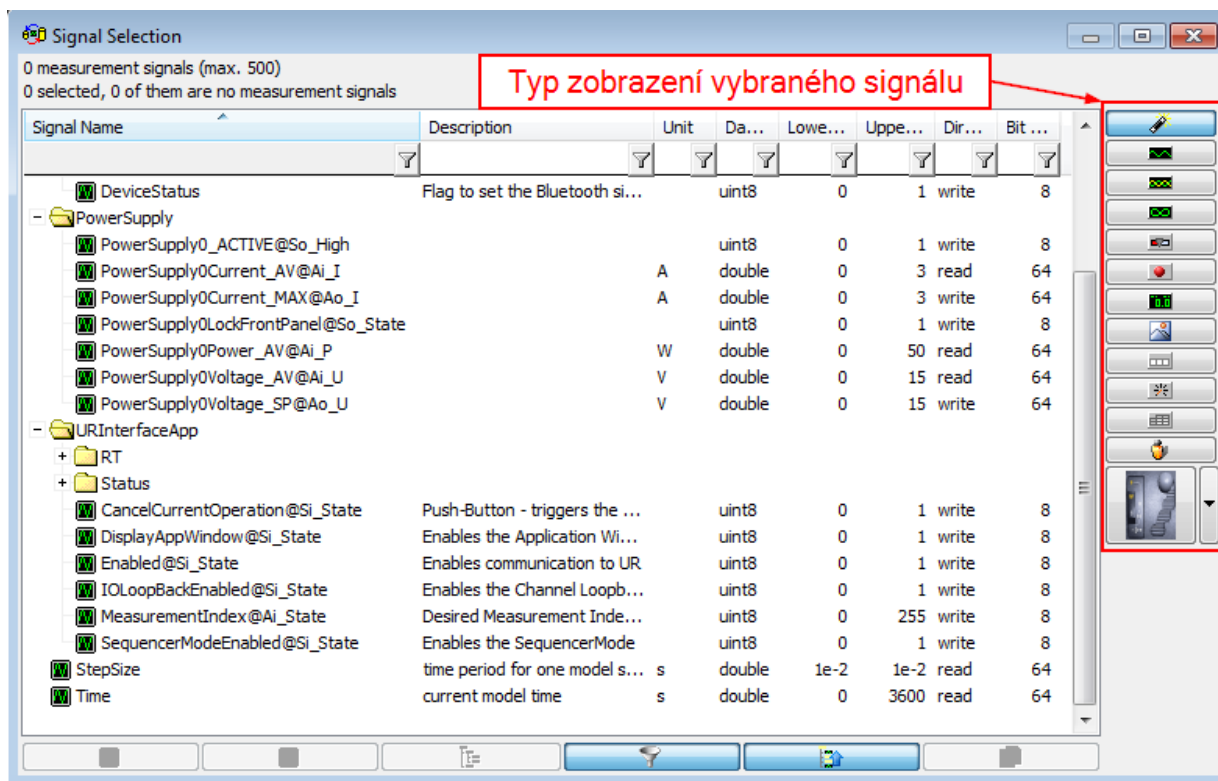 Signal Selection
0 measurement signals (max. 500)
0 selected, 0 of them are no measurement signals
Typ zobrazení vybraného signálu
Signal Name Description Unit Da... Lowe... Uppe... Dir... Bit ...
DeviceStatus Flag to set the Bluetooth si... uint8 0 1 write 8
PowerSupply
PowerSupply0_ACTIVE@So_High uint8 0 1 write 8
PowerSupply0Current_AV@Ai_I A double 0 3 read 64
PowerSupply0Current_MAX@Ao_I A double 0 3 write 64
PowerSupply0LockFrontPanel@So_State uint8 0 1 write 8
PowerSupply0Power_AV@Ai_P W double 0 50 read 64
PowerSupply0Voltage_AV@Ai_U V double 0 15 read 64
PowerSupply0Voltage_SP@Ao_U V double 0 15 write 64
URInterfaceApp
RT
Status
CancelCurrentOperation@Si_State Push-Button - triggers the ... uint8 0 1 write 8
DisplayAppWindow@Si_State Enables the Application Wi... uint8 0 1 write 8
Enabled@Si_State Enables communication to UR uint8 0 1 write 8
IOLoopBackEnabled@Si_State Enables the Channel Loopb... uint8 0 1 write 8
MeasurementIndex@Ai_State Desired Measurement Inde... uint8 0 255 write 8
SequencerModeEnabled@Si_State Enables the SequencerMode uint8 0 1 write 8
StepSize time period for one model s... s double 1e-2 1e-2 read 64
Time current model time s double 0 3600 read 64